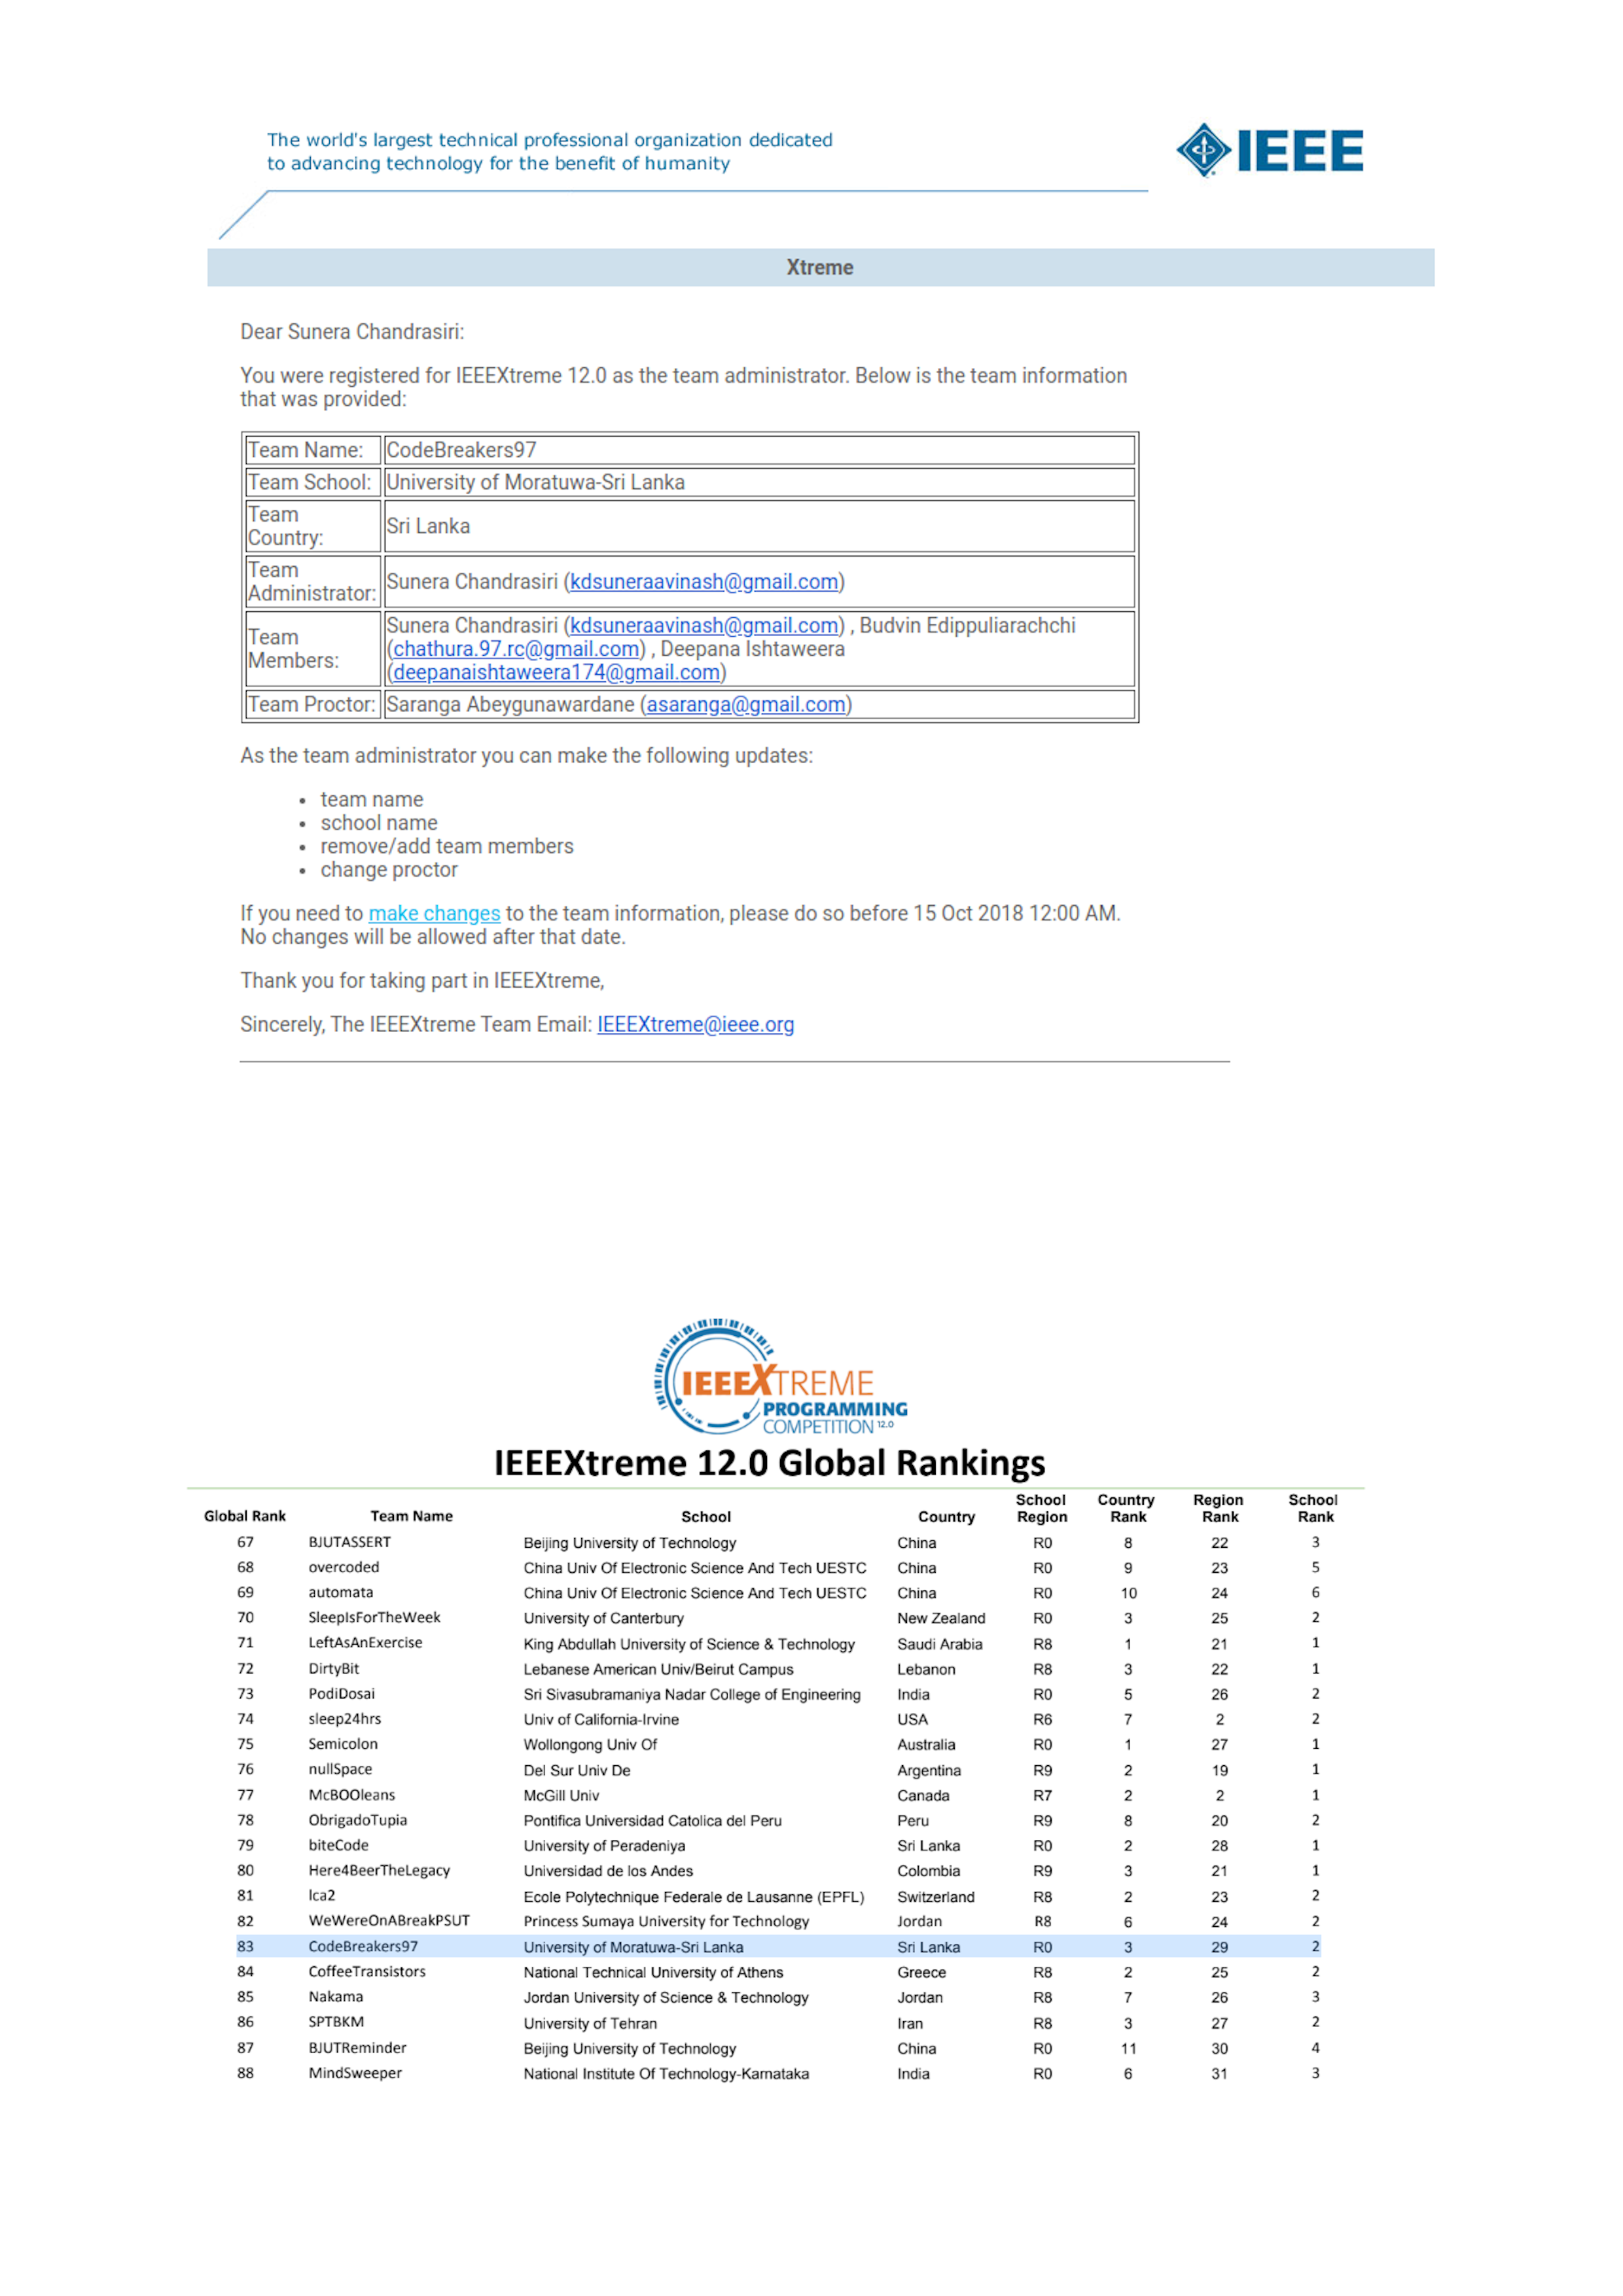 The world's largest technical professional organization dedicated
to advancing technology for the benefit of humanity
IEEE
Xtreme
Dear Sunera Chandrasiri:
You were registered for IEEEXtreme 12.0 as the team administrator. Below is the team information
that was provided:
Team Name: CodeBreakers97
Team School: University of Moratuwa-Sri Lanka
Team
Country:
Sri Lanka
Team
Administrator:
Sunera Chandrasiri (kdsuneraavinash@gmail.com)
Team
Members:
Sunera Chandrasiri (kdsuneraavinash@gmail.com) , Budvin Edippuliarachchi
(chathura.97.rc@gmail.com) , Deepana Ishtaweera
(deepanaishtaweera174@gmail.com)
Team Proctor: Saranga Abeygunawardane (asaranga@gmail.com)
As the team administrator you can make the following updates:
• team name
• school name
• remove/add team members
• change proctor
If you need to make changes to the team information, please do so before 15 Oct 2018 12:00 AM.
No changes will be allowed after that date.
Thank you for taking part in IEEEXtreme,
Sincerely, The IEEEXtreme Team Email: IEEEXtreme@ieee.org
IEEEXTREME
PROGRAMMING
COMPETITION 12.0
IEEEXtreme 12.0 Global Rankings
Global Rank Team Name School Country School Region Country Rank Region Rank School Rank
67 BJUTASSERT Beijing University of Technology China R0 8 22 3
68 overcoded China Univ Of Electronic Science And Tech UESTC China R0 9 23 5
69 automata China Univ Of Electronic Science And Tech UESTC China R0 10 24 6
70 SleepIsForTheWeek University of Canterbury New Zealand R0 3 25 2
71 LeftAsAnExercise King Abdullah University of Science & Technology Saudi Arabia R8 1 21 1
72 DirtyBit Lebanese American Univ/Beirut Campus Lebanon R8 3 22 1
73 PodiDosai Sri Sivasubramaniya Nadar College of Engineering India R0 5 26 2
74 sleep24hrs Univ of California-Irvine USA R6 7 2 2
75 Semicolon Wollongong Univ Of Australia R0 1 27 1
76 nullSpace Del Sur Univ De Argentina R9 2 19 1
77 McBOOleans McGill Univ Canada R7 2 2 1
78 ObrigadoTupia Pontifica Universidad Catolica del Peru Peru R9 8 20 2
79 biteCode University of Peradeniya Sri Lanka R0 2 28 1
80 Here4BeerTheLegacy Universidad de los Andes Colombia R9 3 21 1
81 lca2 Ecole Polytechnique Federale de Lausanne (EPFL) Switzerland R8 2 23 2
82 WeWereOnABreakPSUT Princess Sumaya University for Technology Jordan R8 6 24 2
83 CodeBreakers97 University of Moratuwa-Sri Lanka Sri Lanka R0 3 29 2
84 CoffeeTransistors National Technical University of Athens Greece R8 2 25 2
85 Nakama Jordan University of Science & Technology Jordan R8 7 26 3
86 SPTBKM University of Tehran Iran R8 3 27 2
87 BJUTReminder Beijing University of Technology China R0 11 30 4
88 MindSweeper National Institute Of Technology-Karnataka India R0 6 31 3